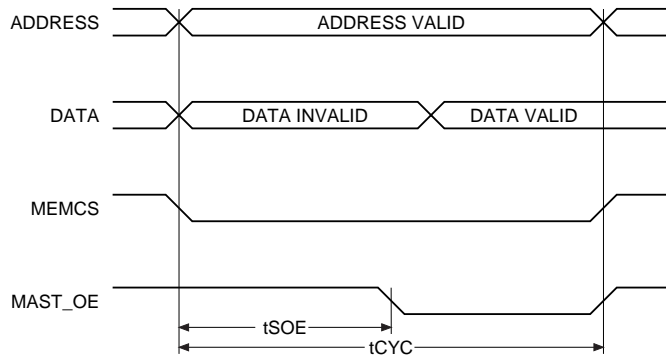 ADDRESS
ADDRESS VALID
DATA
DATA INVALID
DATA VALID
MEMCS
MAST_OE
tSOE
tCYC